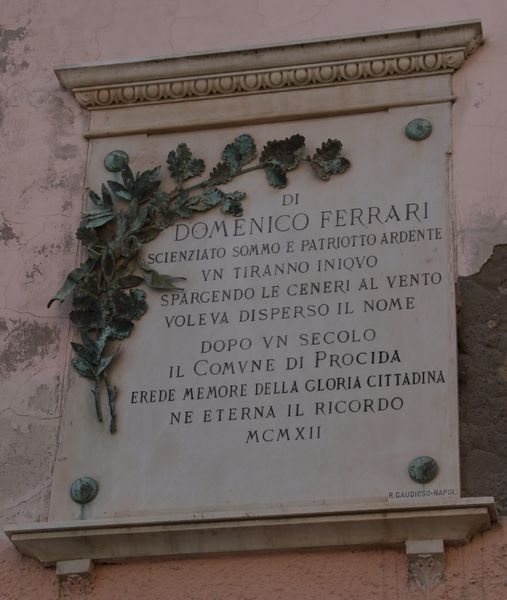 DI
DOMENICO FERRARI
SCIENZIATO SOMMO E PATRIOTTO ARDENTE
VN TIRANNO INIQVO
SPARGENDO LE CENERI AL VENTO
VOLEVA DISPERSO IL NOME
DOPO VN SECOLO
IL COMVNE DI PROCIDA
EREDE MEMORE DELLA GLORIA CITTADINA
NE ETERNA IL RICORDO
MCMXII
R. GAUDIOSO-NAPOLI